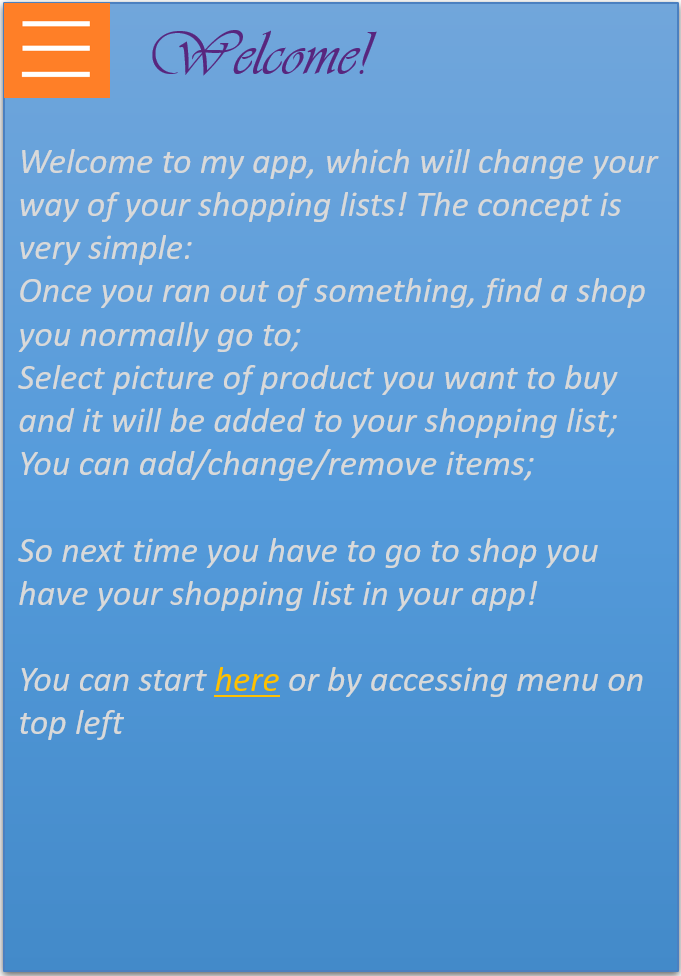 Welcome!
Welcome to my app, which will change your
way of your shopping lists! The concept is
very simple:
Once you ran out of something, find a shop
you normally go to;
Select picture of product you want to buy
and it will be added to your shopping list;
You can add/change/remove items;
So next time you have to go to shop you
have your shopping list in your app!
You can start here or by accessing menu on
top left